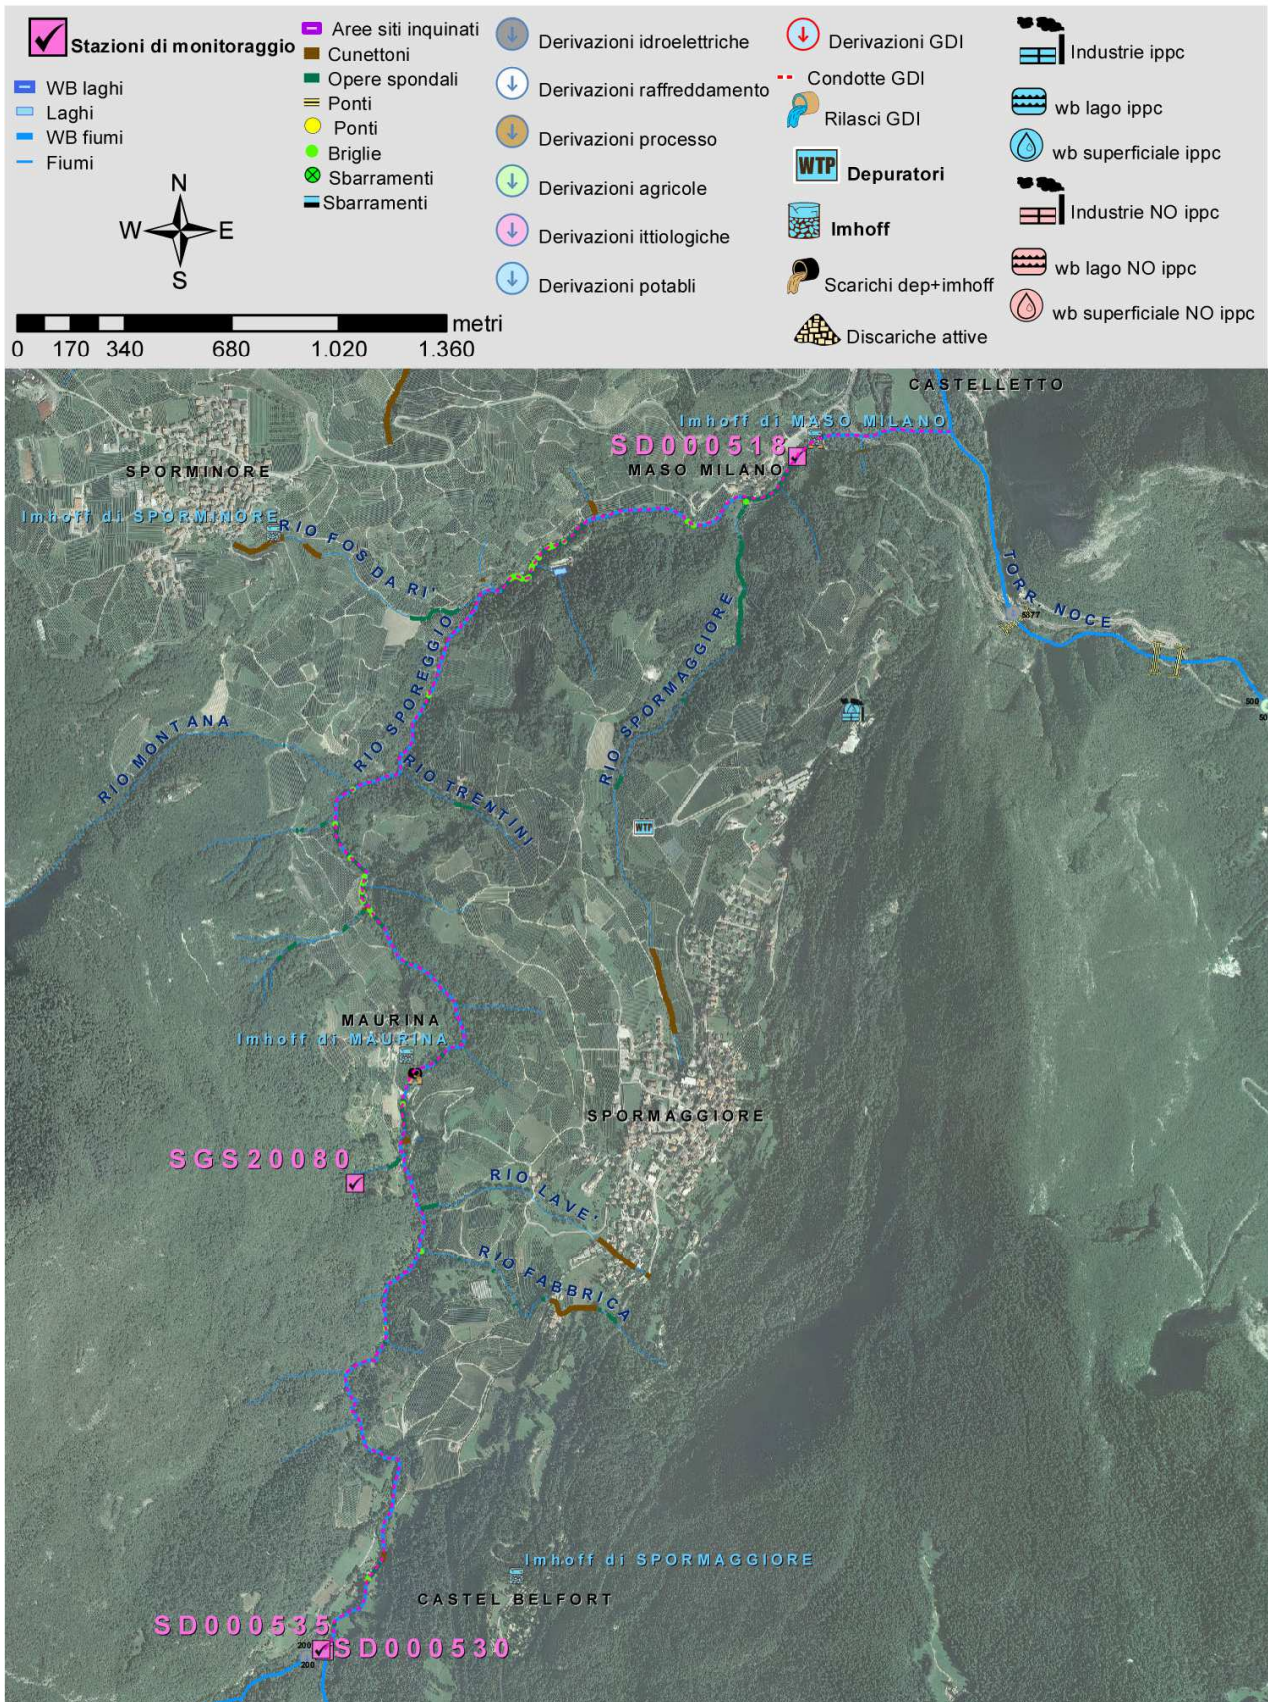 Stazioni di monitoraggio
WB laghi
Laghi
WB fiumi
Fiumi
N
W E
S
metri
0 170 340 680 1.020 1.360
Aree siti inquinati
Cunettoni
Opere spondali
Ponti
Ponti
Briglie
Sbarramenti
Sbarramenti
Derivazioni idroelettriche
Derivazioni raffreddamento
Derivazioni processo
Derivazioni agricole
Derivazioni ittiologiche
Derivazioni potabili
Derivazioni GDI
Condotte GDI
Rilasci GDI
WTP Depuratori
Imhoff
Scarichi dep+imhoff
Discariche attive
Industrie ippc
wb lago ippc
wb superficiale ippc
Industrie NO ippc
wb lago NO ippc
wb superficiale NO ippc
CASTELLETTO
Imhoff di MASO MILANO
SD000518
MASO MILANO
SPORMINORE
Imhoff di SPORMINORE
RIO FOS DA RI'
TORR NOCE
5577
500
50
RIO SPOREGGIO
RIO SPORMAGGIORE
RIO MONTANA
RIO TRENTINI
WTP
MAURINA
Imhoff di MAURINA
SPORMAGGIORE
SGS20080
RIO LAVE'
RIO FABBRICA
Imhoff di SPORMAGGIORE
CASTEL BELFORT
SD000535
200
SD000530
200